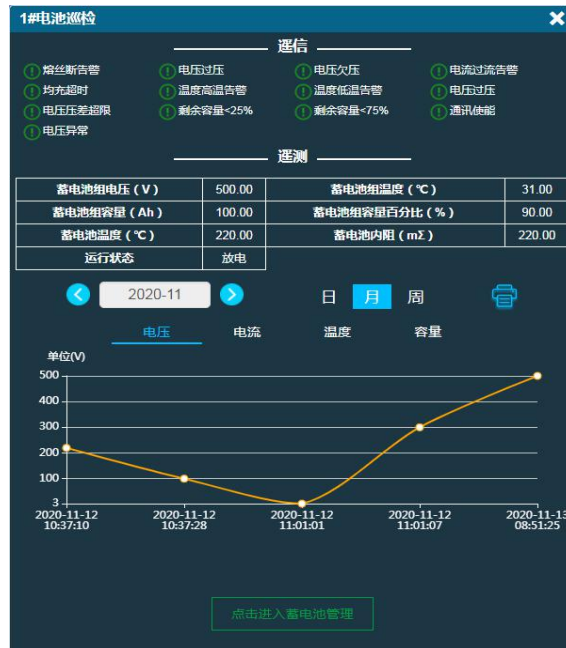 1#电池巡检
遥信
熔丝断告警 电压过压 电压欠压 电流过流告警
均充超时 温度高温告警 温度低温告警 电压过压
电压压差超限 剩余容量<25% 剩余容量<75% 通讯使能
电压异常
遥测
蓄电池组电压（V） 500.00 蓄电池组温度（℃） 31.00
蓄电池组容量（Ah） 100.00 蓄电池组容量百分比（%） 90.00
蓄电池温度（℃） 220.00 蓄电池内阻（mΣ） 220.00
运行状态 放电
2020-11 日 月 周
电压 电流 温度 容量
单位(V)
500
400
300
200
100
3
2020-11-12 2020-11-12 2020-11-12 2020-11-12 2020-11-13
10:37:10 10:37:28 11:01:01 11:01:07 08:51:25
点击进入蓄电池管理